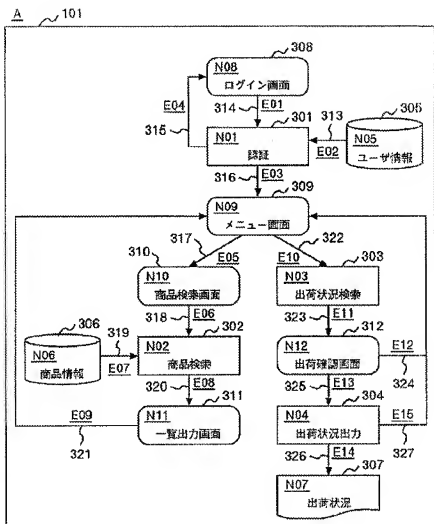 A
101
308
N08
ログイン画面
E04
314
E01
301
315
N01
認証
313
E02
305
N05
ユーザ情報
316
E03
309
N09
メニュー画面
317
322
310
E05
E10
303
N10
商品検索画面
N03
出荷状況検索
318
E06
323
E11
306
319
302
312
N06
商品情報
E07
N02
商品検索
N12
出荷確認画面
E12
324
320
E08
311
325
E13
304
E09
321
N11
一覧出力画面
N04
出荷状況出力
E15
327
326
E14
307
N07
出荷状況